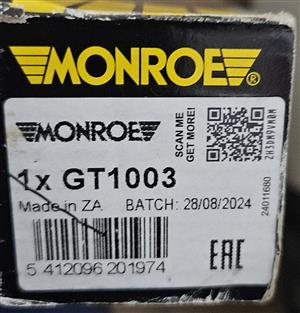 MONROE®
MONROE
SCAN ME
GET MORE!
2H3DM9VM0M
1x GT1003
Made in ZA BATCH: 28/08/2024
24011680
5 412096 201974
EAC